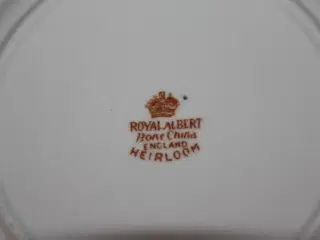 ROYAL ALBERT
Bone China
ENGLAND
HEIRLOOM